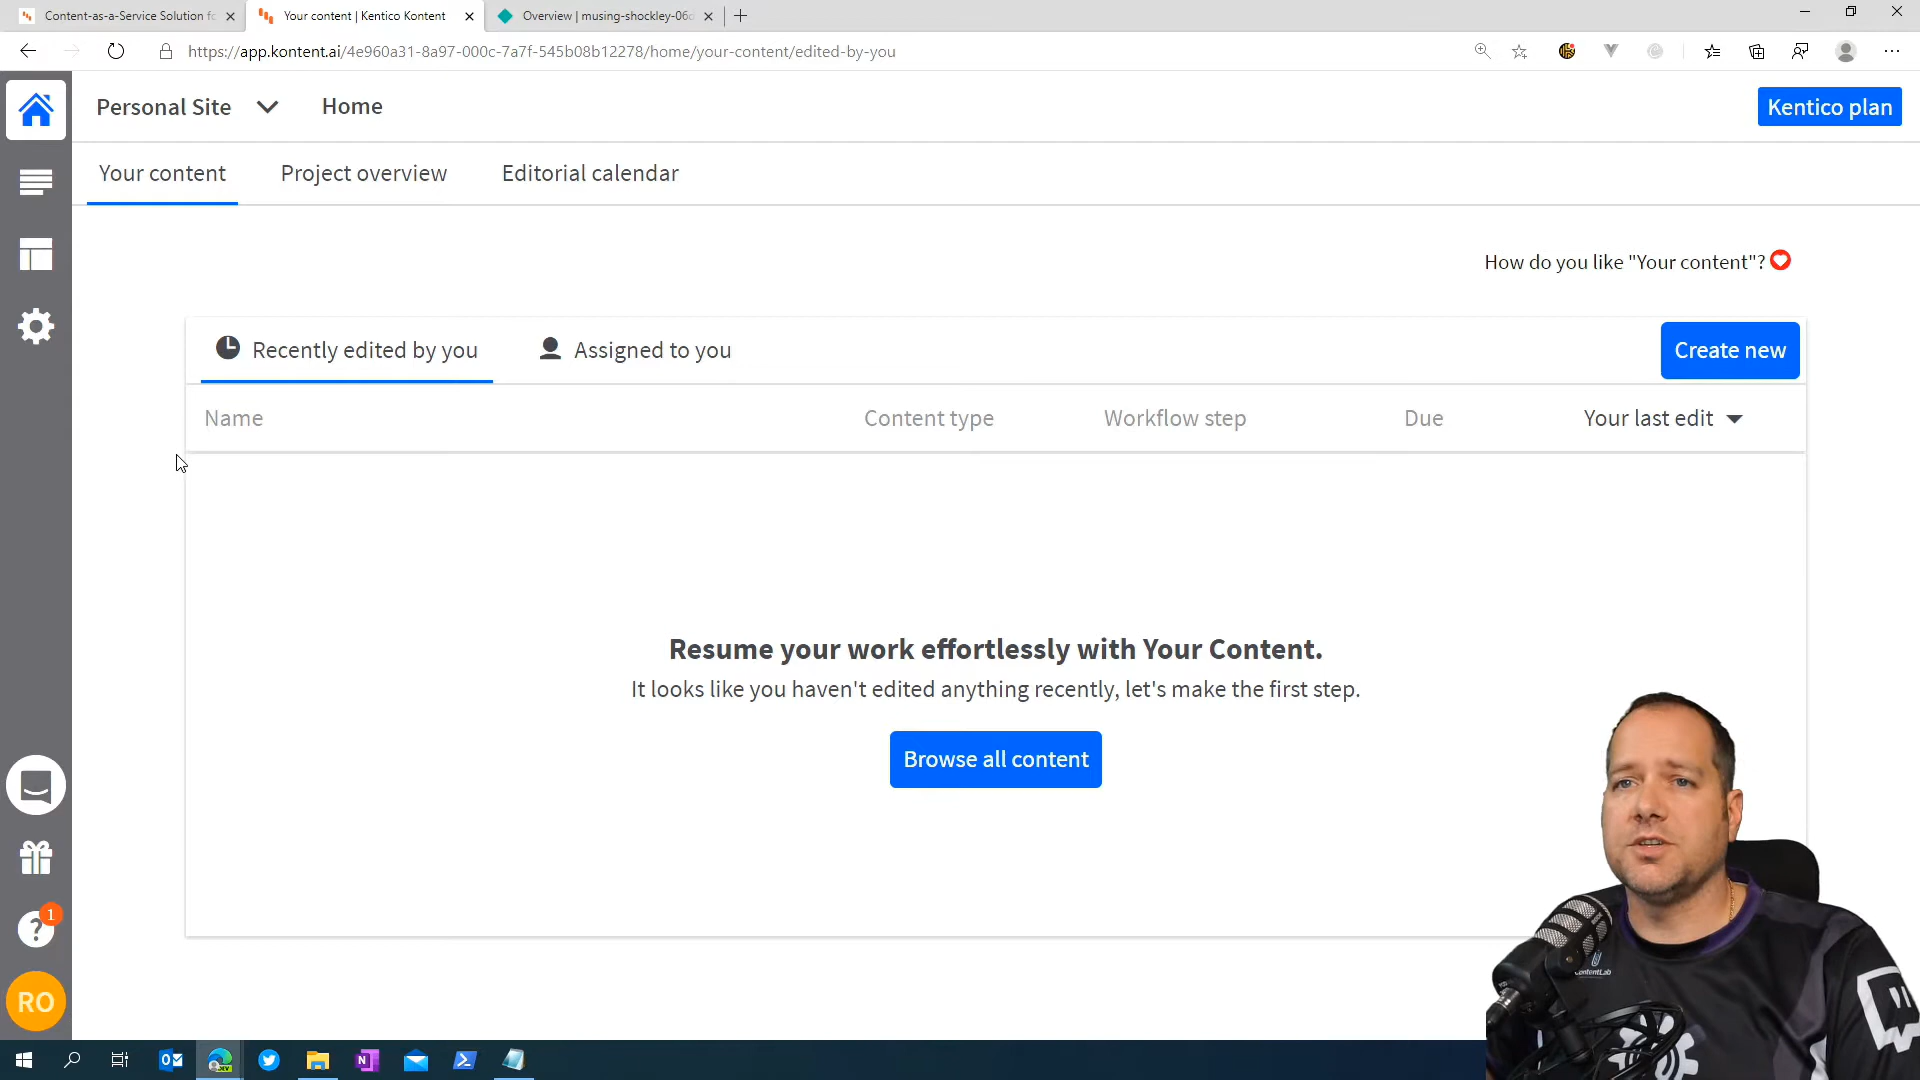 Content-as-a-Service Solution fo
Your content | Kentico Kontent
Overview | musing-shockley-06d
https://app.kontent.ai/4e960a31-8a97-000c-7a7f-545b08b12278/home/your-content/edited-by-you
Personal Site
Home
Kentico plan
Your content
Project overview
Editorial calendar
How do you like "Your content"?
Recently edited by you
Assigned to you
Create new
Name
Content type
Workflow step
Due
Your last edit
Resume your work effortlessly with Your Content.
It looks like you haven't edited anything recently, let's make the first step.
Browse all content
?
1
RO
ContentLab